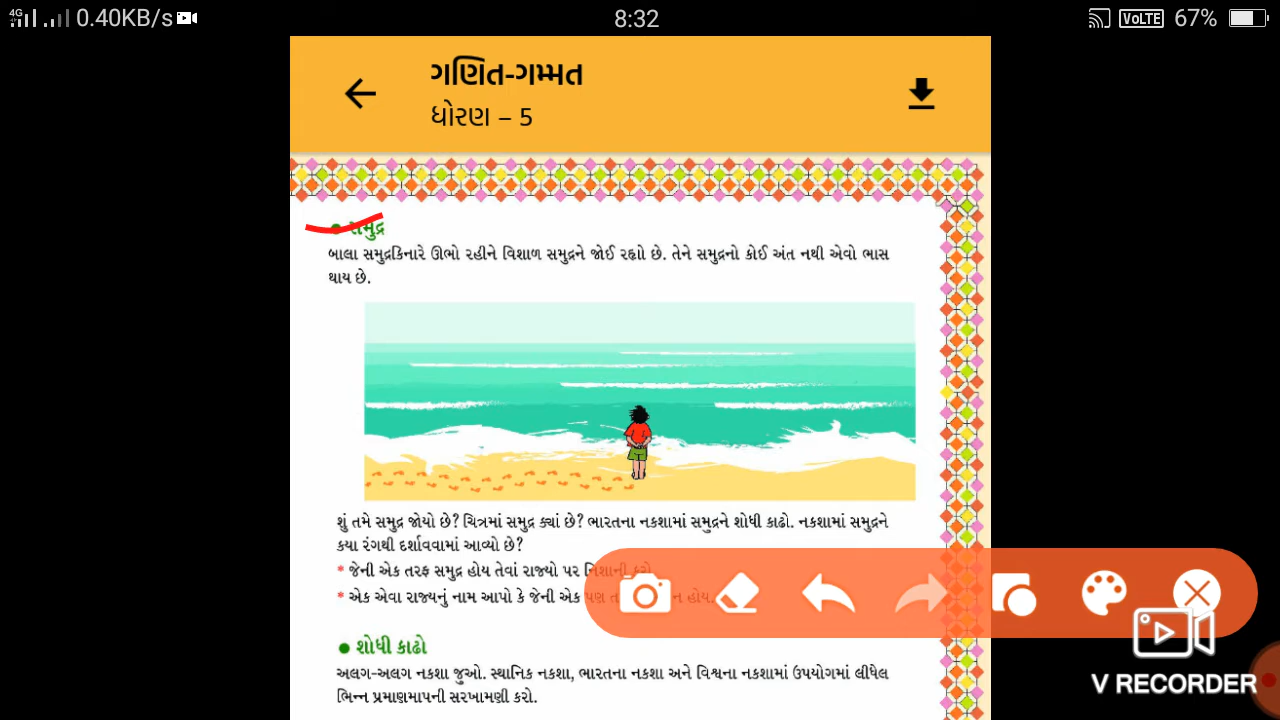 4G 0.40KB/s 8:32 VoLTE 67%
ગણિત-ગમ્મત
ધોરણ – 5
● સમુદ્ર
બાલા સમુદ્રકિનારે ઊભો રહીને વિશાળ સમુદ્રને જોઈ રહ્યો છે. તેને સમુદ્રનો કોઈ અંત નથી એવો ભાસ
થાય છે.
શું તમે સમુદ્ર જોયો છે? ચિત્રમાં સમુદ્ર ક્યાં છે? ભારતના નકશામાં સમુદ્રને શોધી કાઢો. નકશામાં સમુદ્રને
કયા રંગથી દર્શાવવામાં આવ્યો છે?
* જેની એક તરફ સમુદ્ર હોય તેવાં રાજ્યો પર નિશાની કરો.
* એક એવા રાજ્યનું નામ આપો કે જેની એક પણ ન હોય.
● શોધી કાઢો
અલગ-અલગ નકશા જુઓ. સ્થાનિક નકશા, ભારતના નકશા અને વિશ્વના નકશામાં ઉપયોગમાં લીધેલ
ભિન્ન પ્રમાણમાપની સરખામણી કરો.
V RECORDER